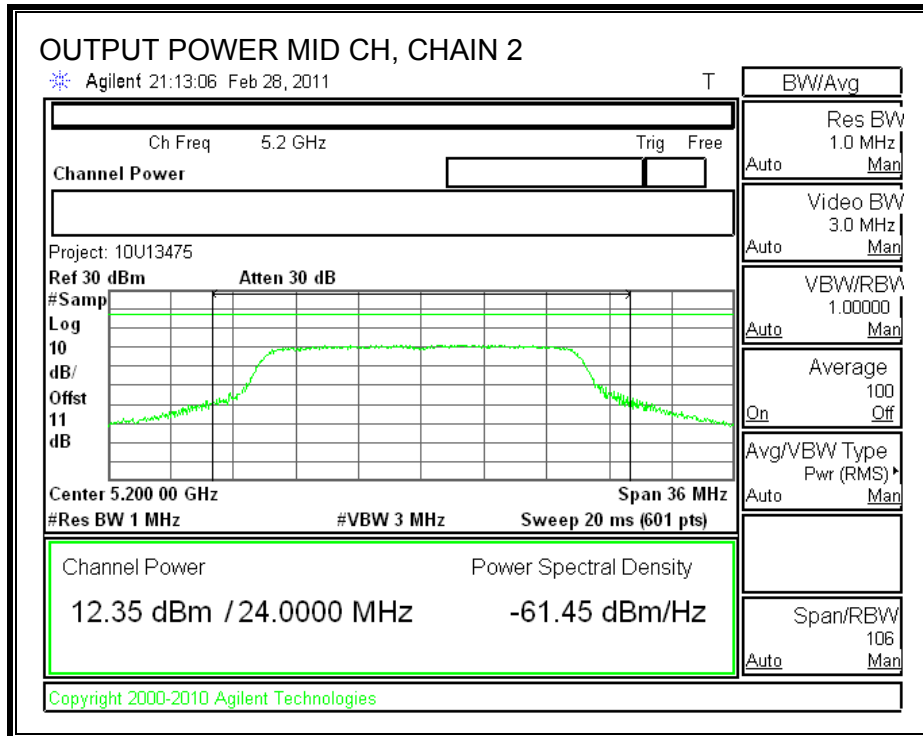 OUTPUT POWER MID CH, CHAIN 2
Agilent 21:13:06 Feb 28, 2011 T
BW/Avg
Ch Freq 5.2 GHz Trig Free
Channel Power
Project: 10U13475
Ref 30 dBm Atten 30 dB
#Samp
Log
10
dB/
Offst
11
dB
Center 5.200 00 GHz Span 36 MHz
#Res BW 1 MHz #VBW 3 MHz Sweep 20 ms (601 pts)
Channel Power Power Spectral Density
12.35 dBm / 24.0000 MHz -61.45 dBm/Hz
Copyright 2000-2010 Agilent Technologies
Res BW
1.0 MHz
Auto Man
Video BW
3.0 MHz
Auto Man
VBW/RBW
1.00000
Auto Man
Average
100
On Off
Avg/VBW Type
Pwr (RMS)
Auto Man
Span/RBW
106
Auto Man